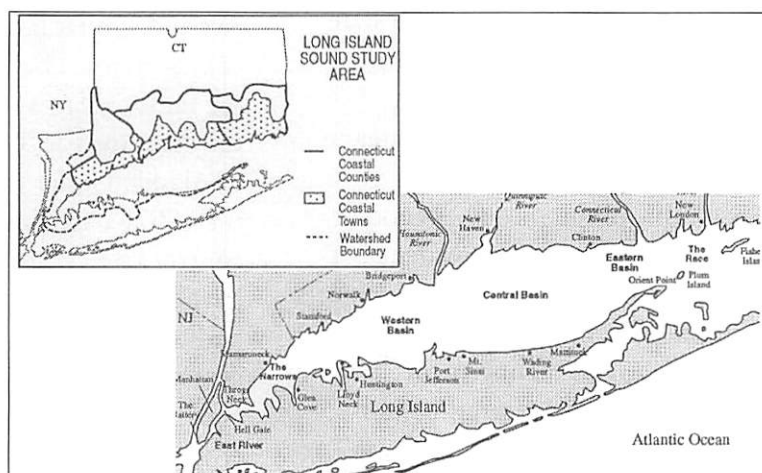 CT
NY
LONG ISLAND
SOUND STUDY
AREA
Connecticut
Coastal
Counties
Connecticut
Coastal
Towns
Watershed
Boundary
River
Connecticut
River
New
London
New
Haven
Housatonic
River
Clinton
Eastern
Basin
The
Race
Bridgeport
Orient Point
Plum
Island
Norwalk
Central Basin
Stamford
Western
Basin
NJ
Mamaroneck
The
Narrows
Port
Jefferson
Mt.
Sinai
Wading
River
Mattituck
Manhattan
Throgs
Neck
Glen
Cove
Lloyd
Neck
Huntington
Long Island
The
Hell Gate
East River
Atlantic Ocean